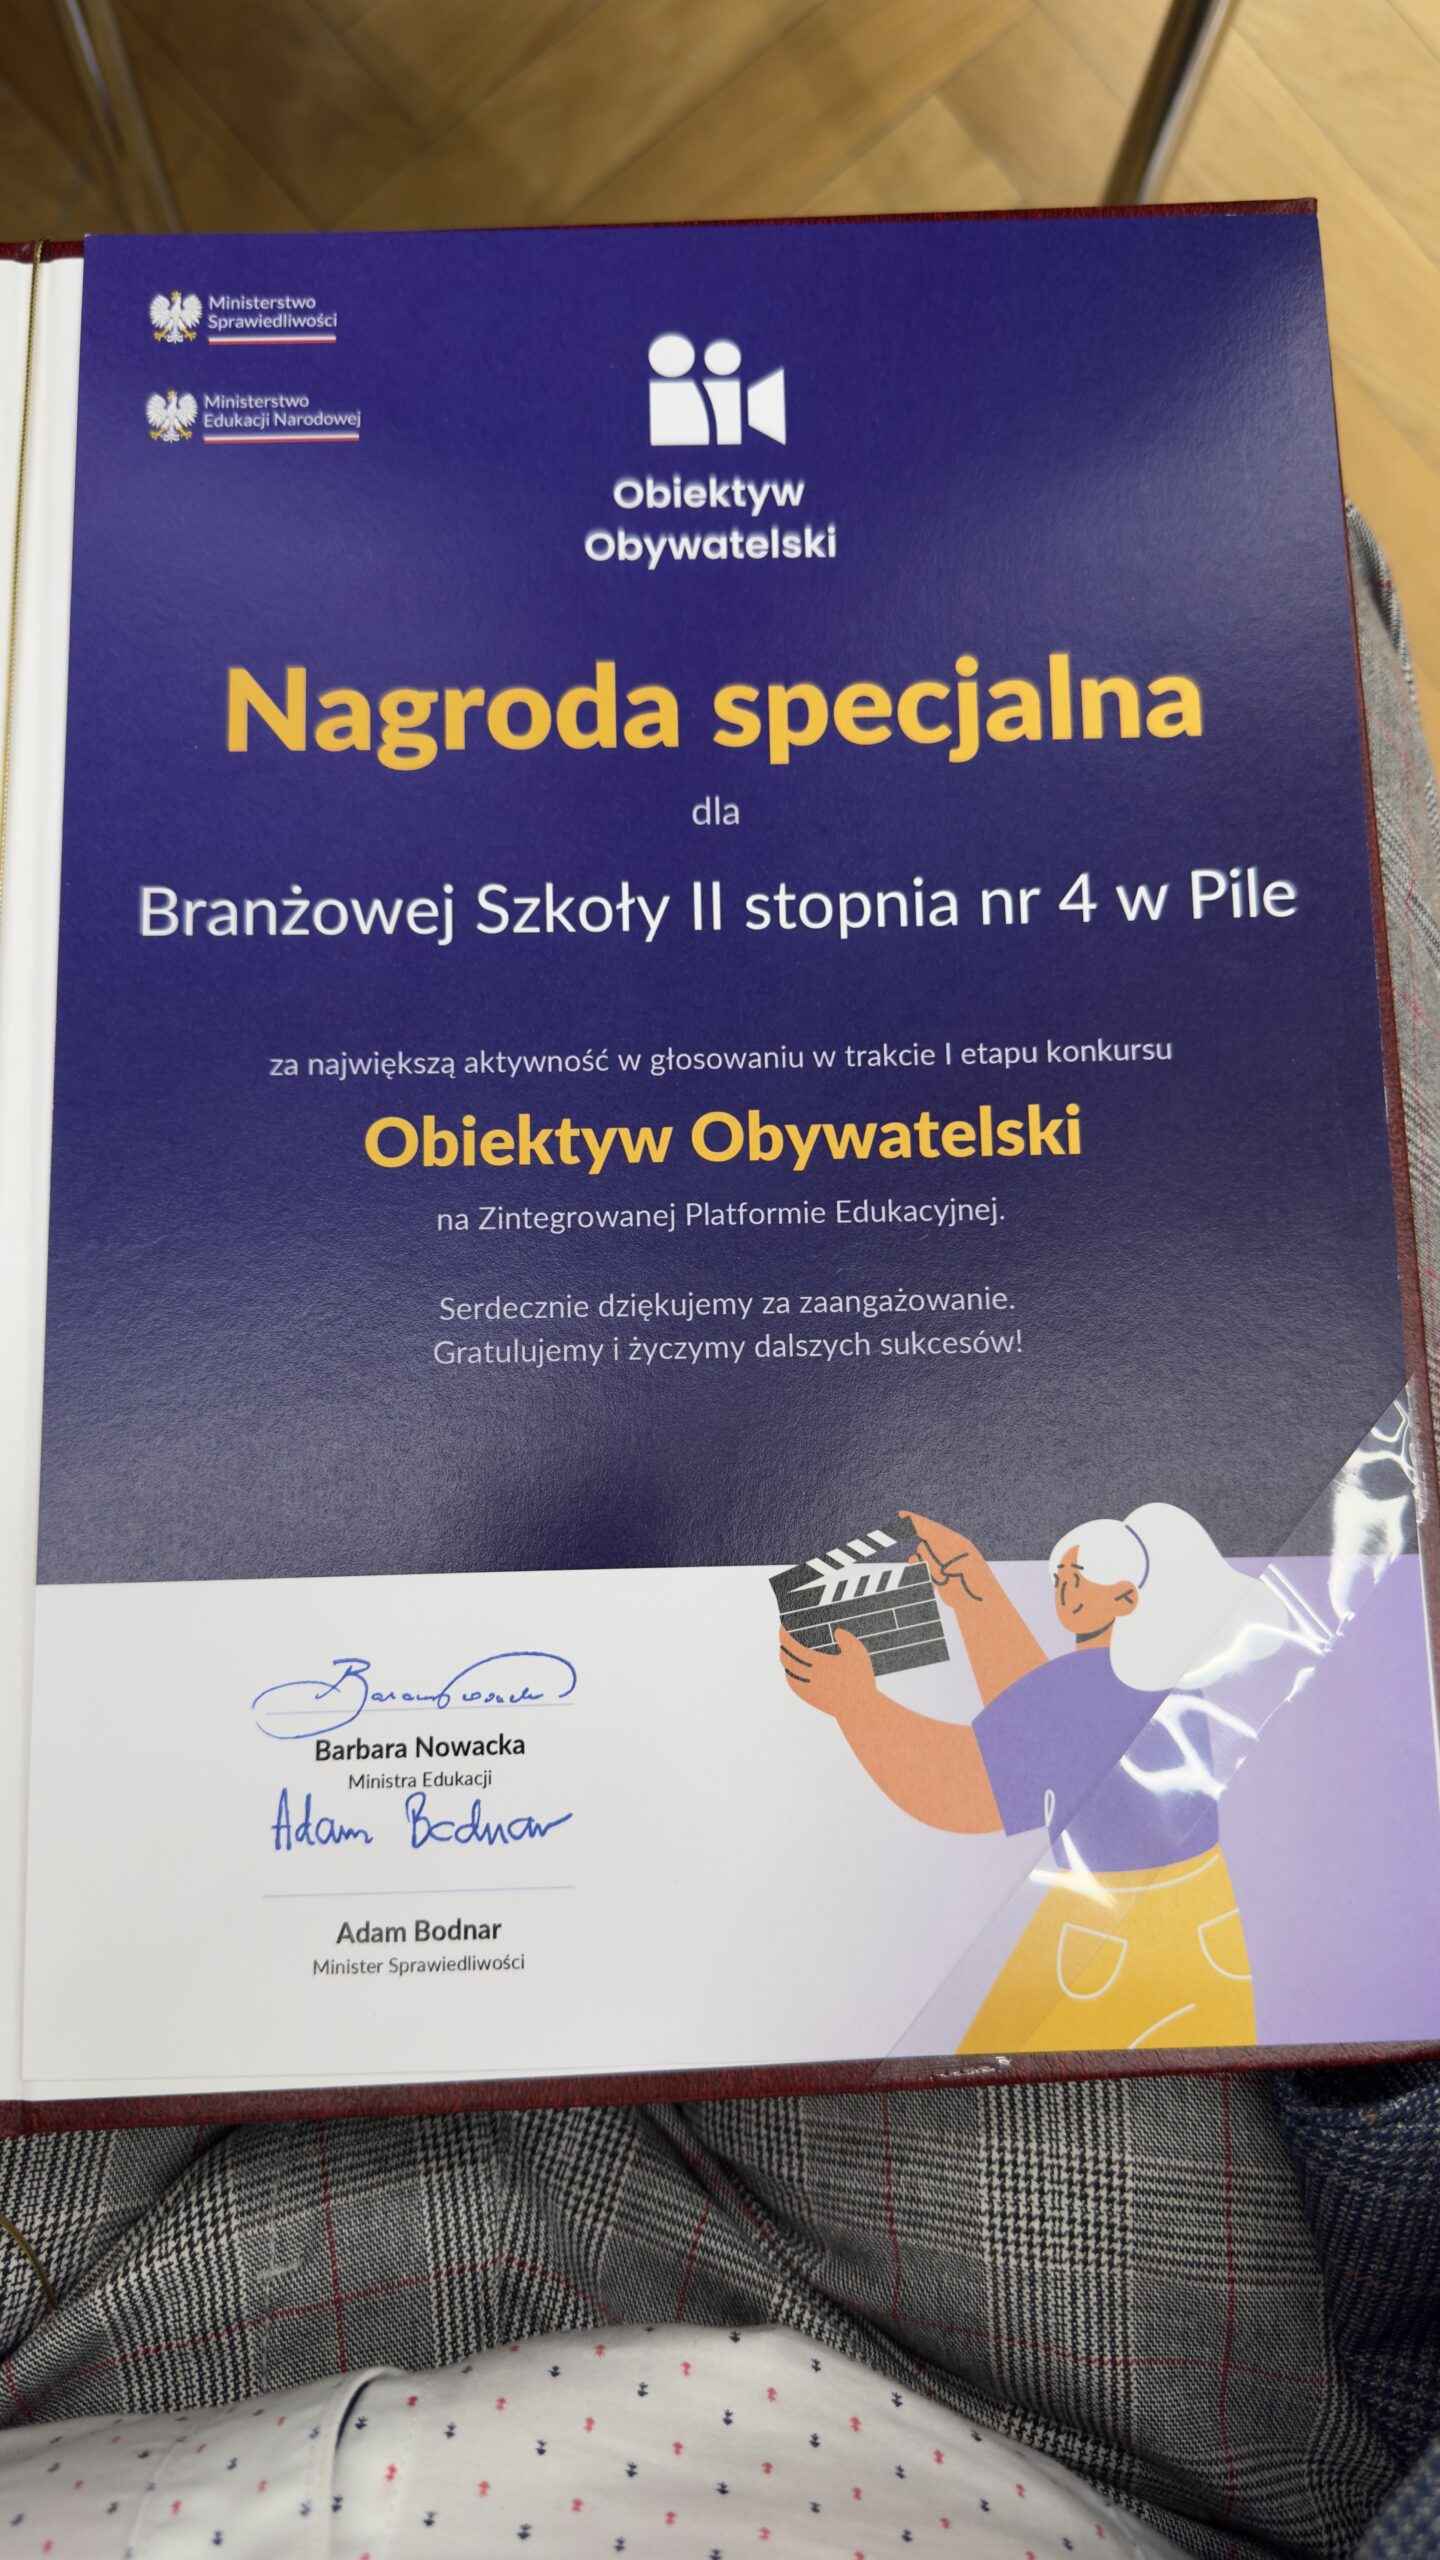 Ministerstwo
Sprawiedliwości
Ministerstwo
Edukacji Narodowej
Obiektyw
Obywatelski
Nagroda specjalna
dla
Branżowej Szkoły II stopnia nr 4 w Pile
za największą aktywność w głosowaniu w trakcie I etapu konkursu
Obiektyw Obywatelski
na Zintegrowanej Platformie Edukacyjnej.
Serdecznie dziękujemy za zaangażowanie.
Gratulujemy i życzymy dalszych sukcesów!
Barbara Nowacka
Barbara Nowacka
Ministra Edukacji
Adam Bodnar
Adam Bodnar
Minister Sprawiedliwości